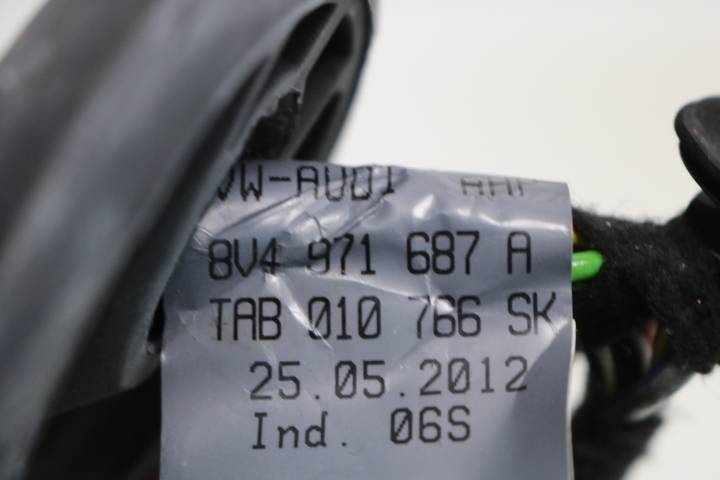 VW-AUDI
8V4 971 687 A
TAB 010 766 SK
25.05.2012
Ind. 06S